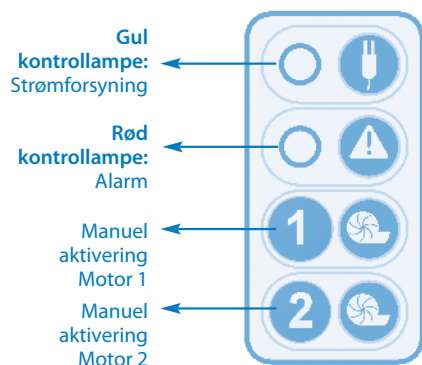 Gul
kontrollampe:
Strømforsyning
Rød
kontrollampe:
Alarm
1
Manuel
aktivering
Motor 1
2
Manuel
aktivering
Motor 2